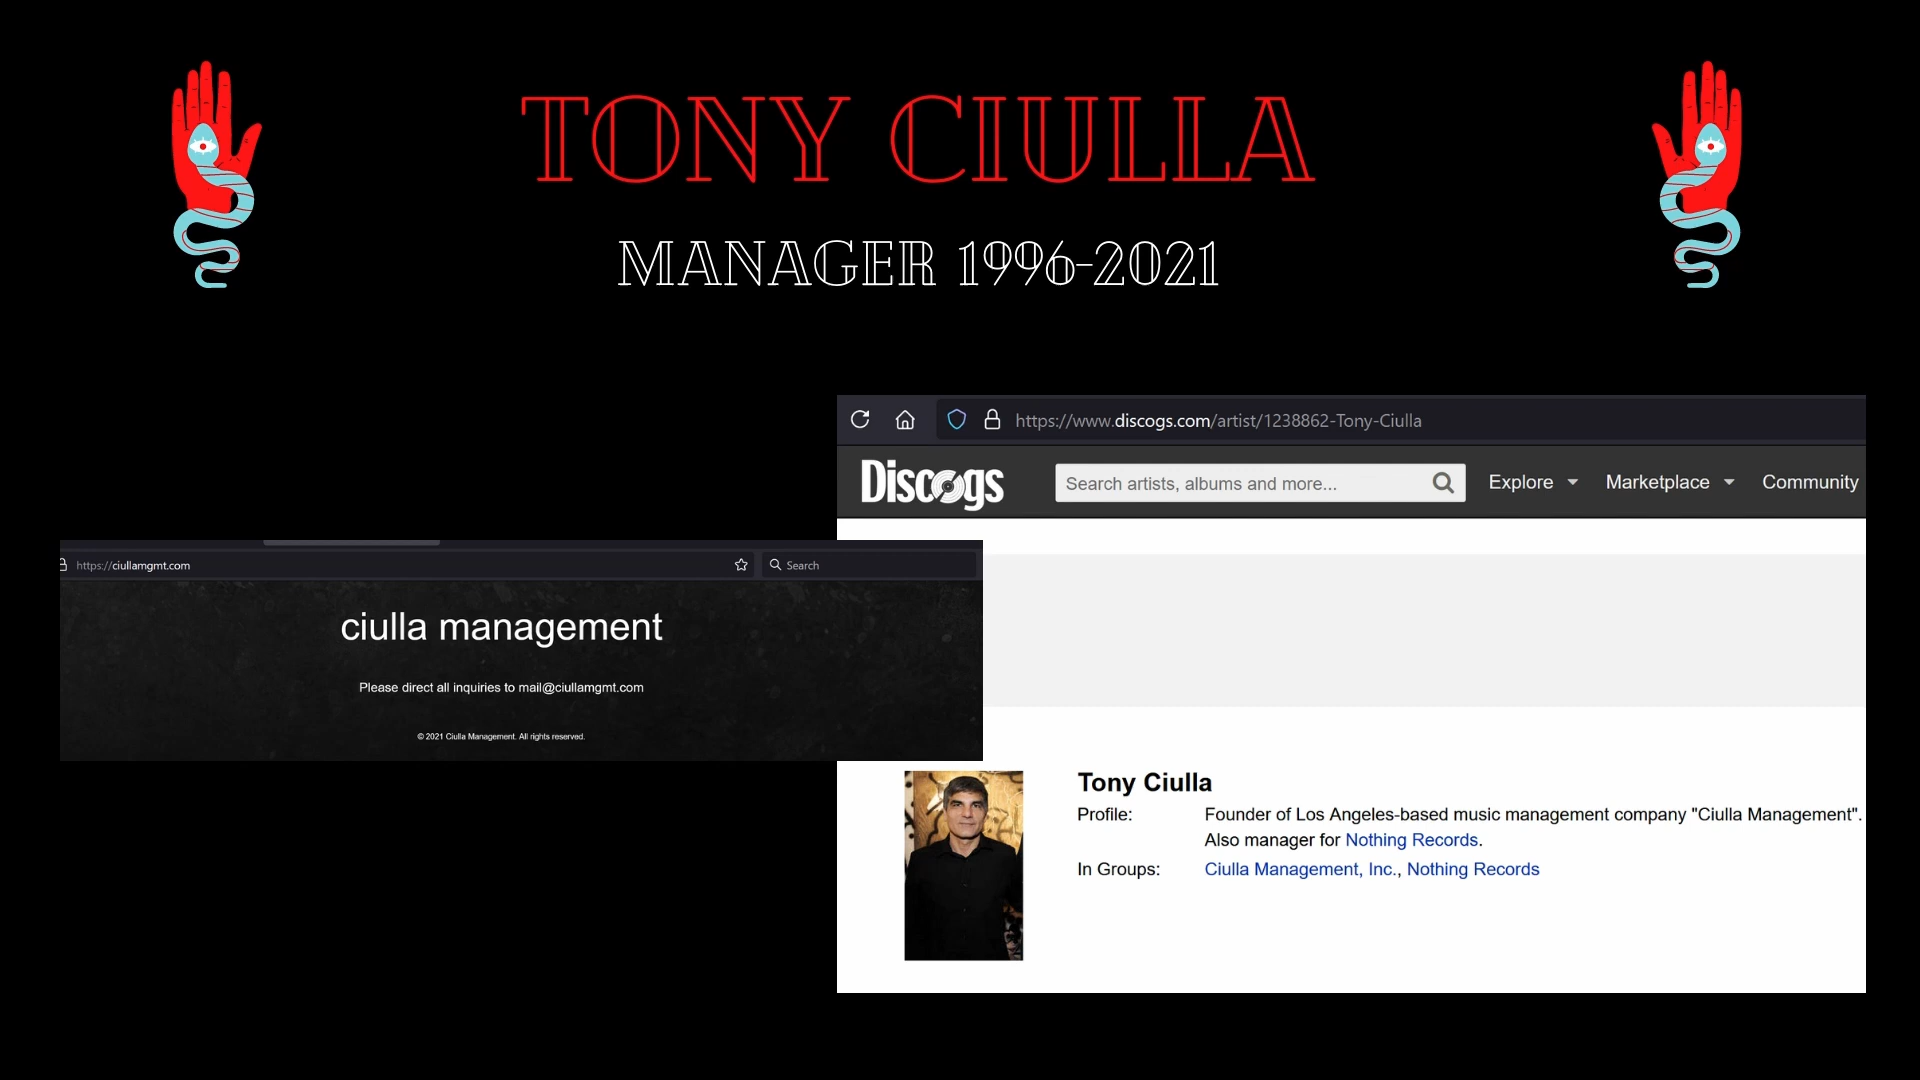 TONY CIULLA
MANAGER 1996-2021
https://www.discogs.com/artist/1238862-Tony-Ciulla
Discogs
Search artists, albums and more...
Explore
Marketplace
Community
https://ciullamgmt.com
Search
ciulla management
Please direct all inquiries to mail@ciullamgmt.com
© 2021 Ciulla Management. All rights reserved.
Tony Ciulla
Profile: Founder of Los Angeles-based music management company "Ciulla Management".
Also manager for Nothing Records.
In Groups: Ciulla Management, Inc., Nothing Records